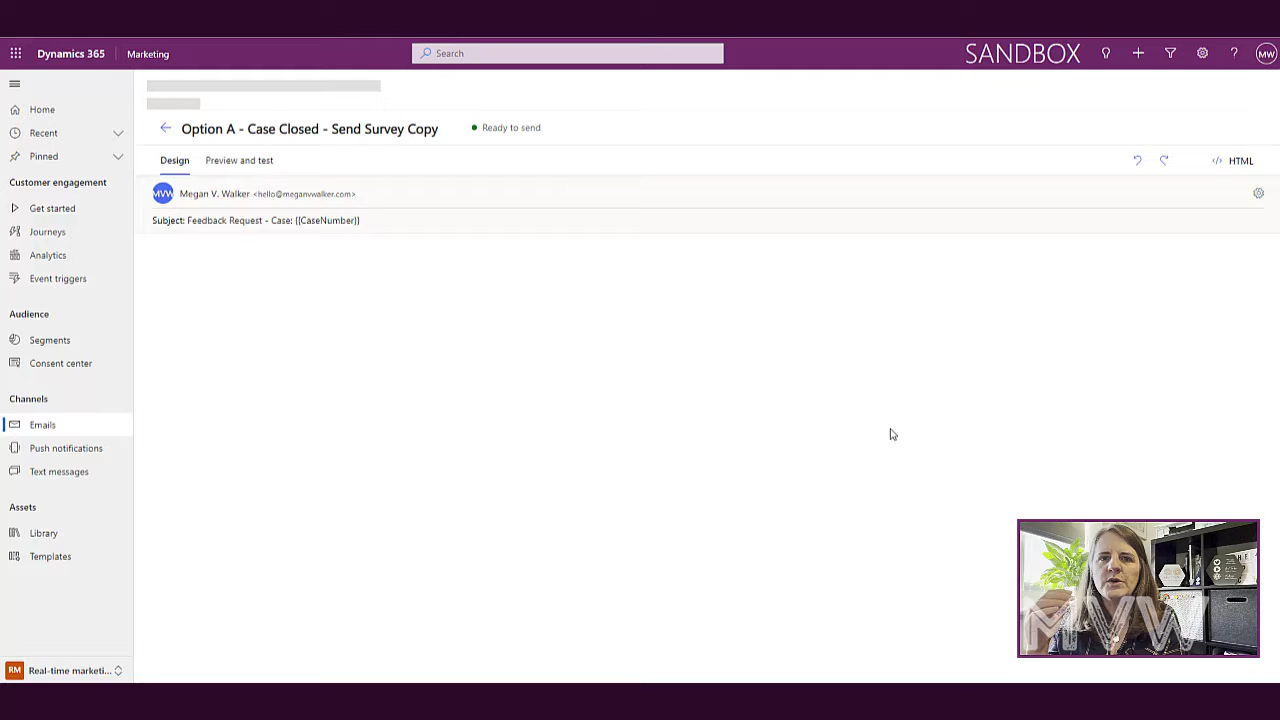 Dynamics 365 Marketing Search SANDBOX ? MW
Home
Recent
Pinned
Customer engagement
Get started
Journeys
Analytics
Event triggers
Audience
Segments
Consent center
Channels
Emails
Push notifications
Text messages
Assets
Library
Templates
RM Real-time marketi...
Option A - Case Closed - Send Survey Copy Ready to send
Design Preview and test HTML
MVW Megan V. Walker <hello@meganvwalker.com>
Subject: Feedback Request - Case: {{CaseNumber}}
MVW